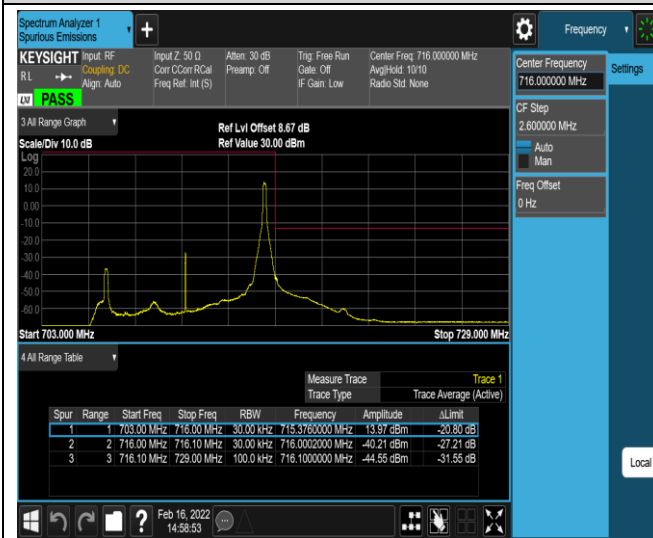 Spectrum Analyzer 1
Spurious Emissions
+
Frequency
KEYSIGHT Input: RF Input Z: 50 Ω Atten: 30 dB Trig: Free Run Center Freq: 716.000000 MHz
RL Coupling: DC Corr CCorr RCal Preamp: Off Gate: Off Avg|Hold: 10/10
Align: Auto Freq Ref: Int (S) IF Gain: Low Radio Std: None
LXI PASS
Center Frequency
716.000000 MHz
Settings
CF Step
2.600000 MHz
Auto
Man
Freq Offset
0 Hz
3 All Range Graph
Ref Lvl Offset 8.67 dB
Scale/Div 10.0 dB Ref Value 30.00 dBm
Log
20.0
10.0
0.00
-10.0
-20.0
-30.0
-40.0
-50.0
-60.0
Start 703.000 MHz Stop 729.000 MHz
4 All Range Table
Measure Trace Trace 1
Trace Type Trace Average (Active)
Spur Range Start Freq Stop Freq RBW Frequency Amplitude ΔLimit
1 1 703.00 MHz 716.00 MHz 30.00 kHz 715.3760000 MHz 13.97 dBm -20.80 dB
2 2 716.00 MHz 716.10 MHz 30.00 kHz 716.0002000 MHz -40.21 dBm -27.21 dB
3 3 716.10 MHz 729.00 MHz 100.0 kHz 716.1000000 MHz -44.55 dBm -31.55 dB
Local
? Feb 16, 2022
14:58:53